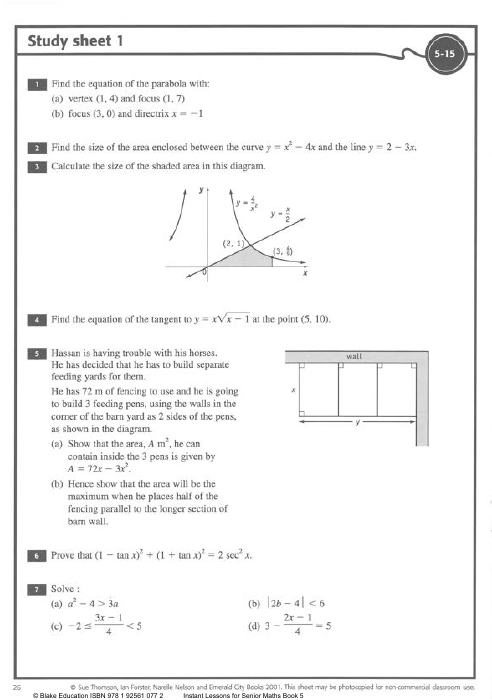 Study sheet 1
5-15
1 Find the equation of the parabola with:
(a) vertex (1, 4) and focus (1, 7)
(b) focus (3, 0) and directrix x = −1
2 Find the size of the area enclosed between the curve y = x² − 4x and the line y = 2 − 3x.
3 Calculate the size of the shaded area in this diagram.
y
y = 4/x²
y = x/2
(2, 1)
(3, 4/9)
0
x
4 Find the equation of the tangent to y = x√x − 1 at the point (5, 10).
5 Hassan is having trouble with his horses.
He has decided that he has to build separate
feeding yards for them.
He has 72 m of fencing to use and he is going
to build 3 feeding pens, using the walls in the
corner of the barn yard as 2 sides of the pens,
as shown in the diagram.
(a) Show that the area, A m², he can
contain inside the 3 pens is given by
A = 72x − 3x².
(b) Hence show that the area will be the
maximum when he places half of the
fencing parallel to the longer section of
barn wall.
wall
x
y
6 Prove that (1 − tan x)² + (1 + tan x)² = 2 sec² x.
7 Solve :
(a) a² − 4 > 3a
(b) |2b − 4| < 6
(c) −2 ≤ (3x − 1)/4 < 5
(d) 3 − (2x − 1)/4 = 5
26
© Sue Thomson, Ian Forster, Narelle Nelson and Emerald City Books 2001. This sheet may be photocopied for non-commercial classroom use.
© Blake Education ISBN 978 1 92561 077 2 Instant Lessons for Senior Maths Book 5